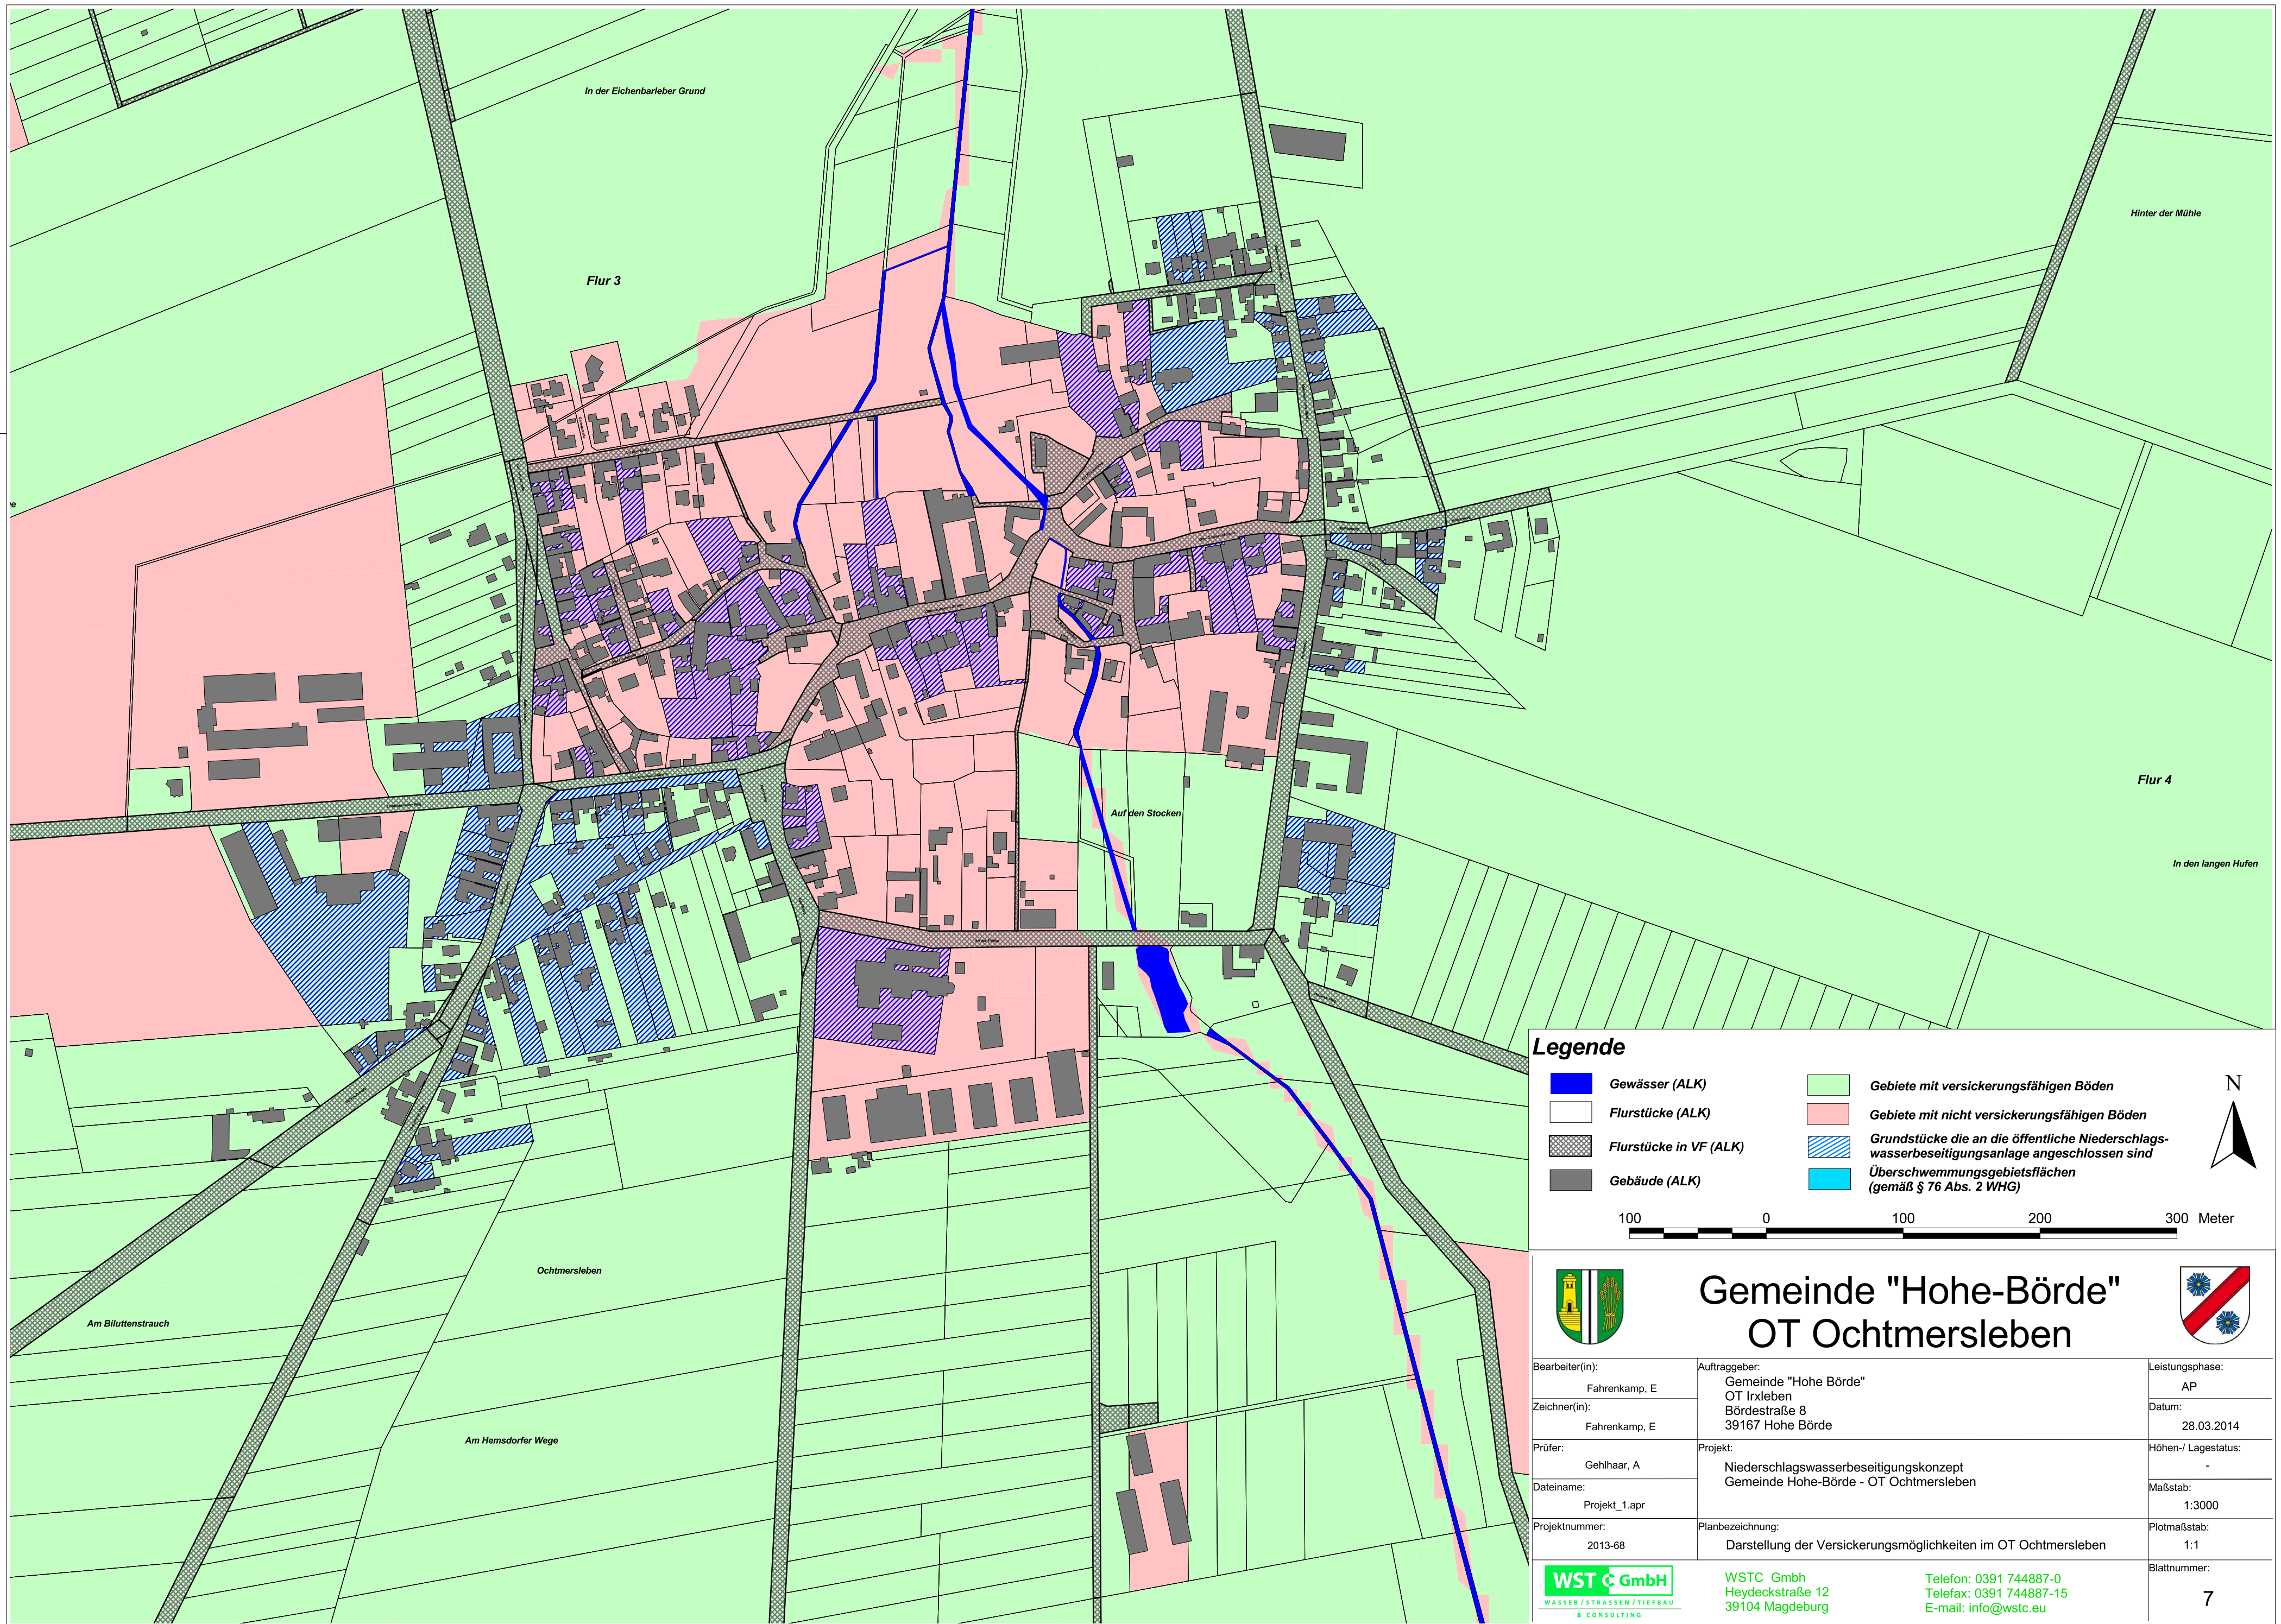 In der Eichenbarleber Grund
Hinter der Mühle
Flur 3
Flur 4
Auf den Stocken
In den langen Hufen
Ochtmersleben
Am Biluttenstrauch
Am Hemsdorfer Wege
Legende
Gewässer (ALK)
Flurstücke (ALK)
Flurstücke in VF (ALK)
Gebäude (ALK)
Gebiete mit versickerungsfähigen Böden
Gebiete mit nicht versickerungsfähigen Böden
Grundstücke die an die öffentliche Niederschlags-
wasserbeseitigungsanlage angeschlossen sind
Überschwemmungsgebietsflächen
(gemäß § 76 Abs. 2 WHG)
N
100 0 100 200 300 Meter
Gemeinde "Hohe-Börde"
OT Ochtmersleben
Bearbeiter(in):
Fahrenkamp, E
Zeichner(in):
Fahrenkamp, E
Prüfer:
Gehlhaar, A
Dateiname:
Projekt_1.apr
Projektnummer:
2013-68
Auftraggeber:
Gemeinde "Hohe Börde"
OT Irxleben
Bördestraße 8
39167 Hohe Börde
Projekt:
Niederschlagswasserbeseitigungskonzept
Gemeinde Hohe-Börde - OT Ochtmersleben
Planbezeichnung:
Darstellung der Versickerungsmöglichkeiten im OT Ochtmersleben
Leistungsphase:
AP
Datum:
28.03.2014
Höhen-/ Lagestatus:
-
Maßstab:
1:3000
Plotmaßstab:
1:1
Blattnummer:
7
WSTC GmbH
WASSER / STRASSEN / TIEFBAU
& CONSULTING
WSTC Gmbh
Heydeckstraße 12
39104 Magdeburg
Telefon: 0391 744887-0
Telefax: 0391 744887-15
E-mail: info@wstc.eu